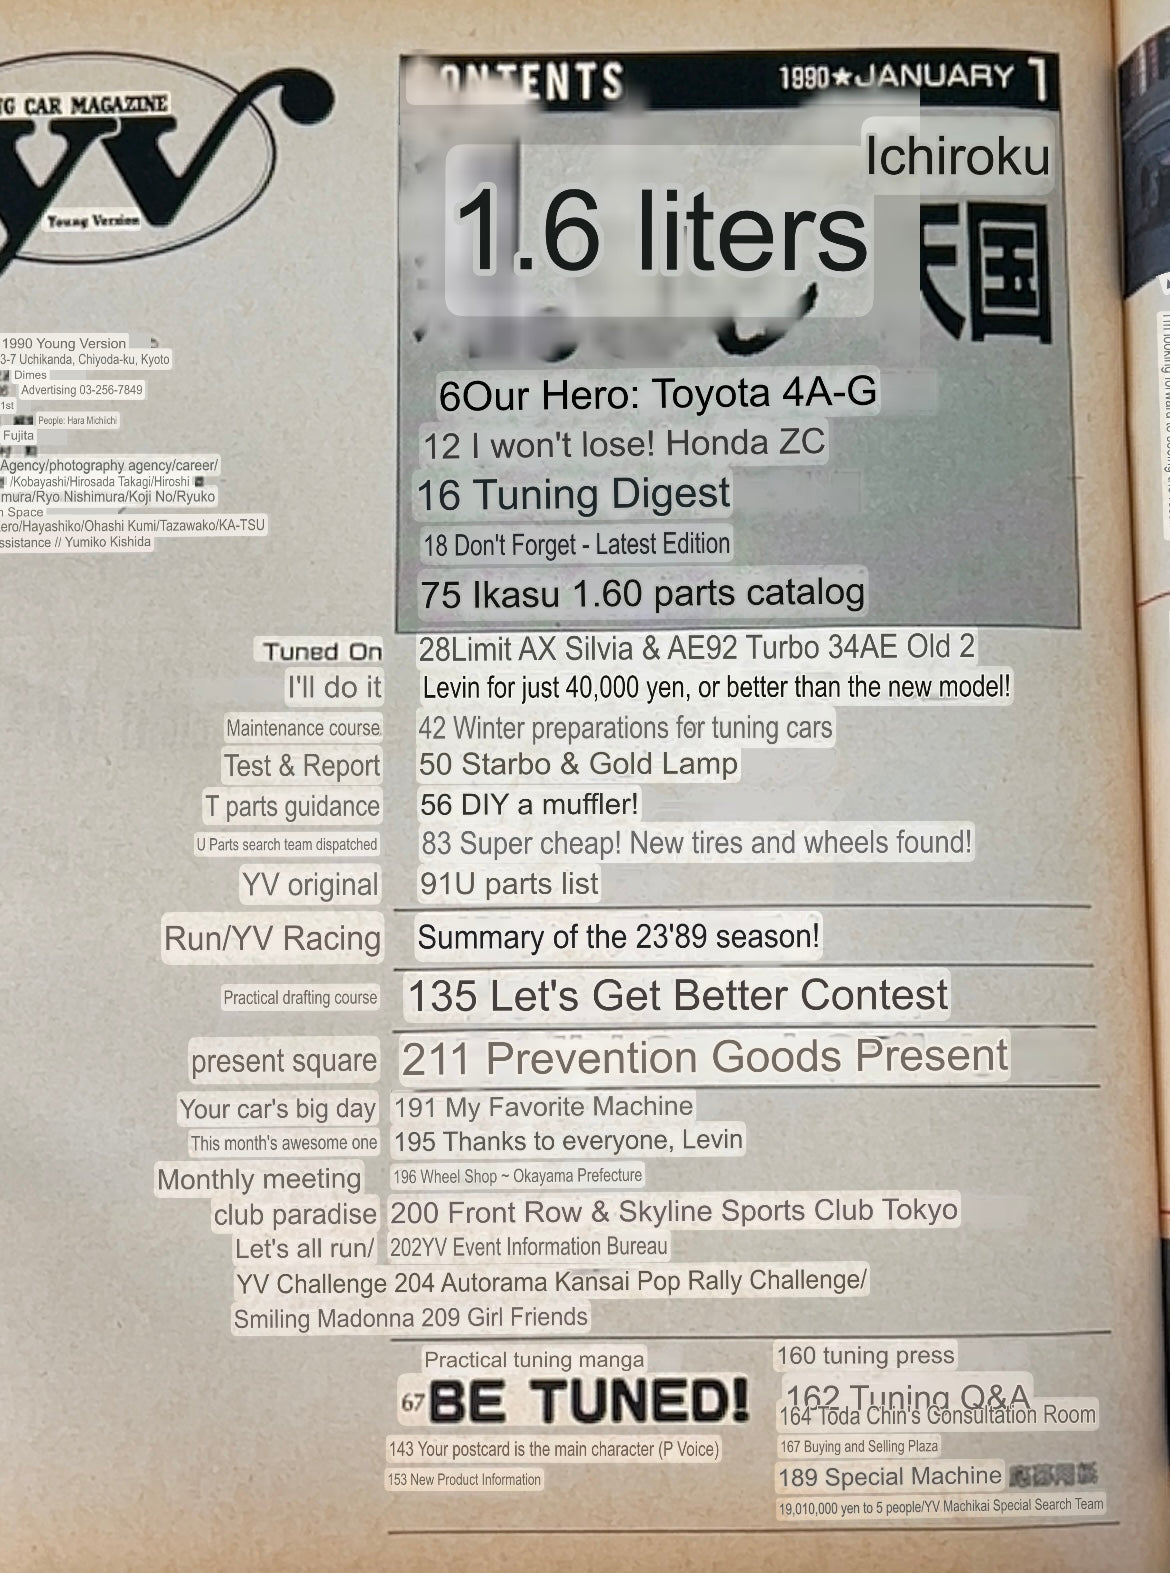 NG CAR MAGAZINE
yv
Young Version
CONTENTS 1990★JANUARY 1
Ichiroku
1.6 liters
天国
1990 Young Version
3-7 Uchikanda, Chiyoda-ku, Kyoto
Dimes
Advertising 03-256-7849
1st
People: Hara Michichi
Fujita
Agency/photography agency/career/
/Kobayashi/Hirosada Takagi/Hiroshi
mura/Ryo Nishimura/Koji No/Ryuko
n Space
ero/Hayashiko/Ohashi Kumi/Tazawako/KA-TSU
ssistance // Yumiko Kishida
6Our Hero: Toyota 4A-G
12 I won't lose! Honda ZC
16 Tuning Digest
18 Don't Forget - Latest Edition
75 Ikasu 1.60 parts catalog
Tuned On 28Limit AX Silvia & AE92 Turbo 34AE Old 2
I'll do it Levin for just 40,000 yen, or better than the new model!
Maintenance course 42 Winter preparations for tuning cars
Test & Report 50 Starbo & Gold Lamp
T parts guidance 56 DIY a muffler!
U Parts search team dispatched 83 Super cheap! New tires and wheels found!
YV original 91U parts list
Run/YV Racing Summary of the 23'89 season!
Practical drafting course 135 Let's Get Better Contest
present square 211 Prevention Goods Present
Your car's big day 191 My Favorite Machine
This month's awesome one 195 Thanks to everyone, Levin
Monthly meeting 196 Wheel Shop ~ Okayama Prefecture
club paradise 200 Front Row & Skyline Sports Club Tokyo
Let's all run/ 202YV Event Information Bureau
YV Challenge 204 Autorama Kansai Pop Rally Challenge/
Smiling Madonna 209 Girl Friends
Practical tuning manga
67 BE TUNED!
143 Your postcard is the main character (P Voice)
153 New Product Information
160 tuning press
162 Tuning Q&A
164 Toda Chin's Consultation Room
167 Buying and Selling Plaza
189 Special Machine
19,010,000 yen to 5 people/YV Machikai Special Search Team